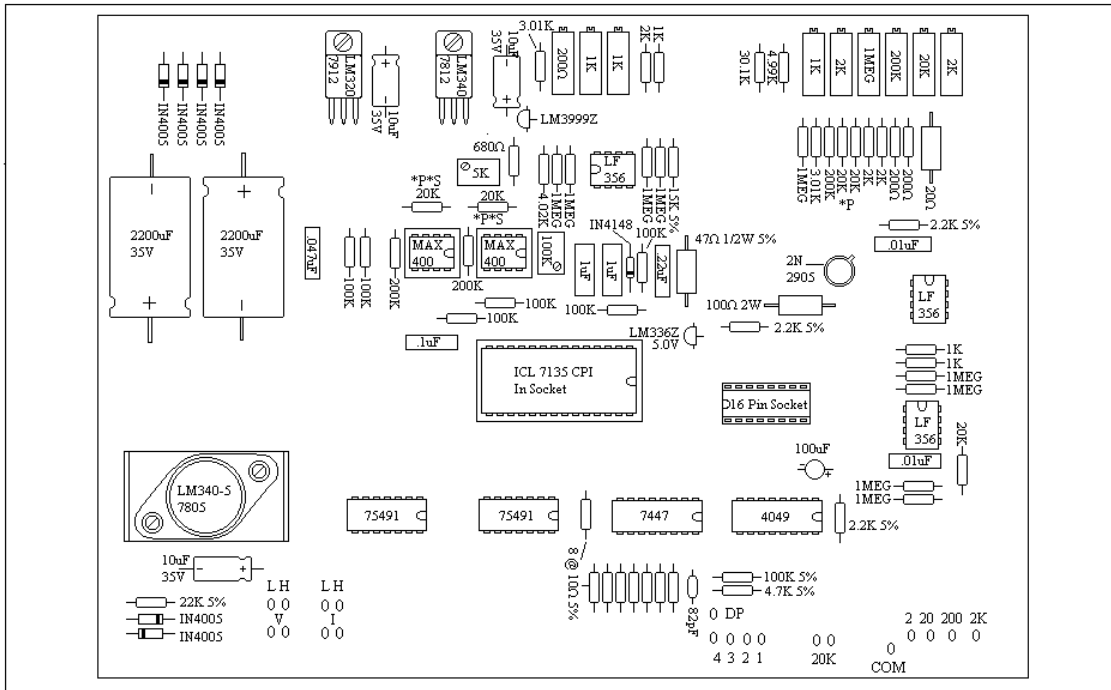 IN4005
IN4005
IN4005
IN4005
LM320
7912
10uF
35V
LM340
7812
10uF
35V
3.01K
200Ω
1K
1K
2K
1K
30.1K
4.99K
1K
2K
1MEG
200K
20K
2K
LM3999Z
680Ω
5K
*P*S
20K
20K
*P*S
4.02K
1MEG
1MEG
LF
356
1MEG
1MEG
.5K 5%
1MEG
3.01K
200K
20K
20K
*P
2K
2K
200Ω
200Ω
20Ω
2.2K 5%
.01uF
2200uF
35V
2200uF
35V
.047uF
100K
100K
200K
MAX
400
200K
MAX
400
100K
1uF
1uF
IN4148
100K
.22uF
47Ω 1/2W 5%
2N
2905
LF
356
100K
100K
100K
100Ω 2W
2.2K 5%
LM336Z
5.0V
.1uF
ICL 7135 CPI
In Socket
16 Pin Socket
1K
1K
1MEG
1MEG
LF
356
20K
.01uF
100uF
+
1MEG
1MEG
LM340-5
7805
75491
75491
7447
4049
2.2K 5%
10uF
35V
8 @ 10Ω 5%
82pF
100K 5%
4.7K 5%
22K 5%
IN4005
IN4005
L H
V
L H
I
DP
4 3 2 1
20K
COM
2 20 200 2K